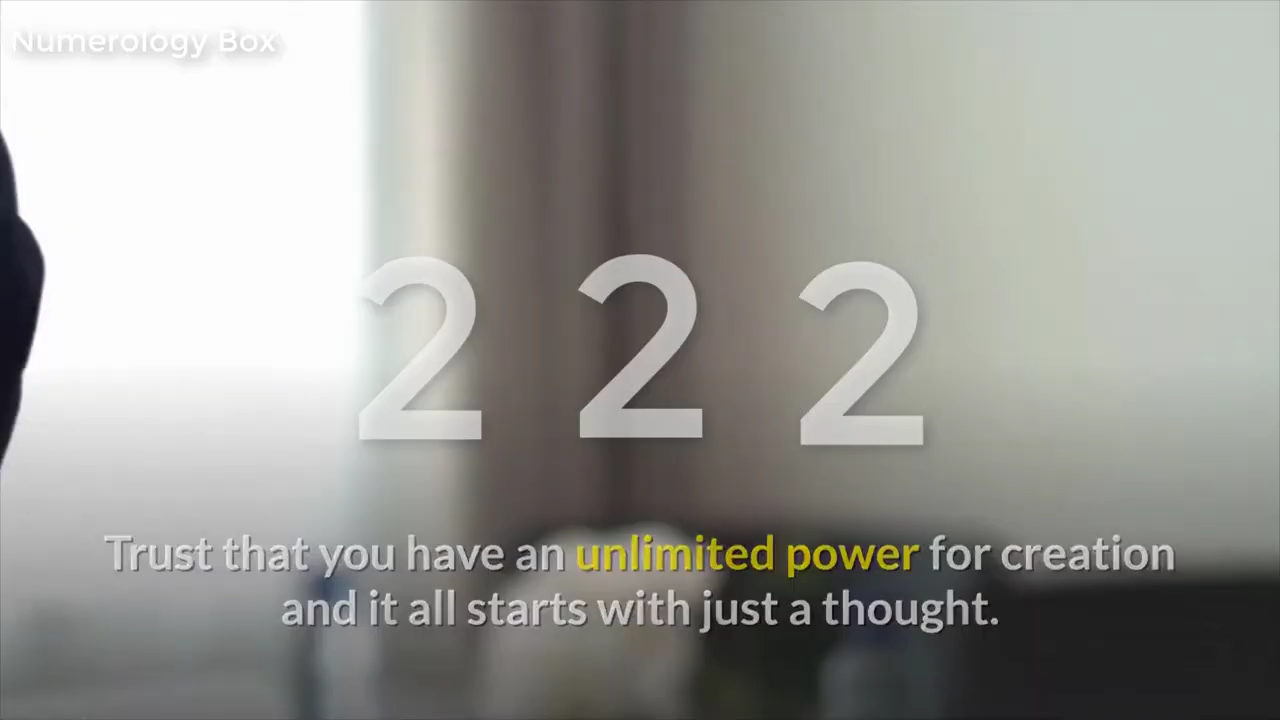 Numerology Box
2 2 2
Trust that you have an unlimited power for creation
and it all starts with just a thought.